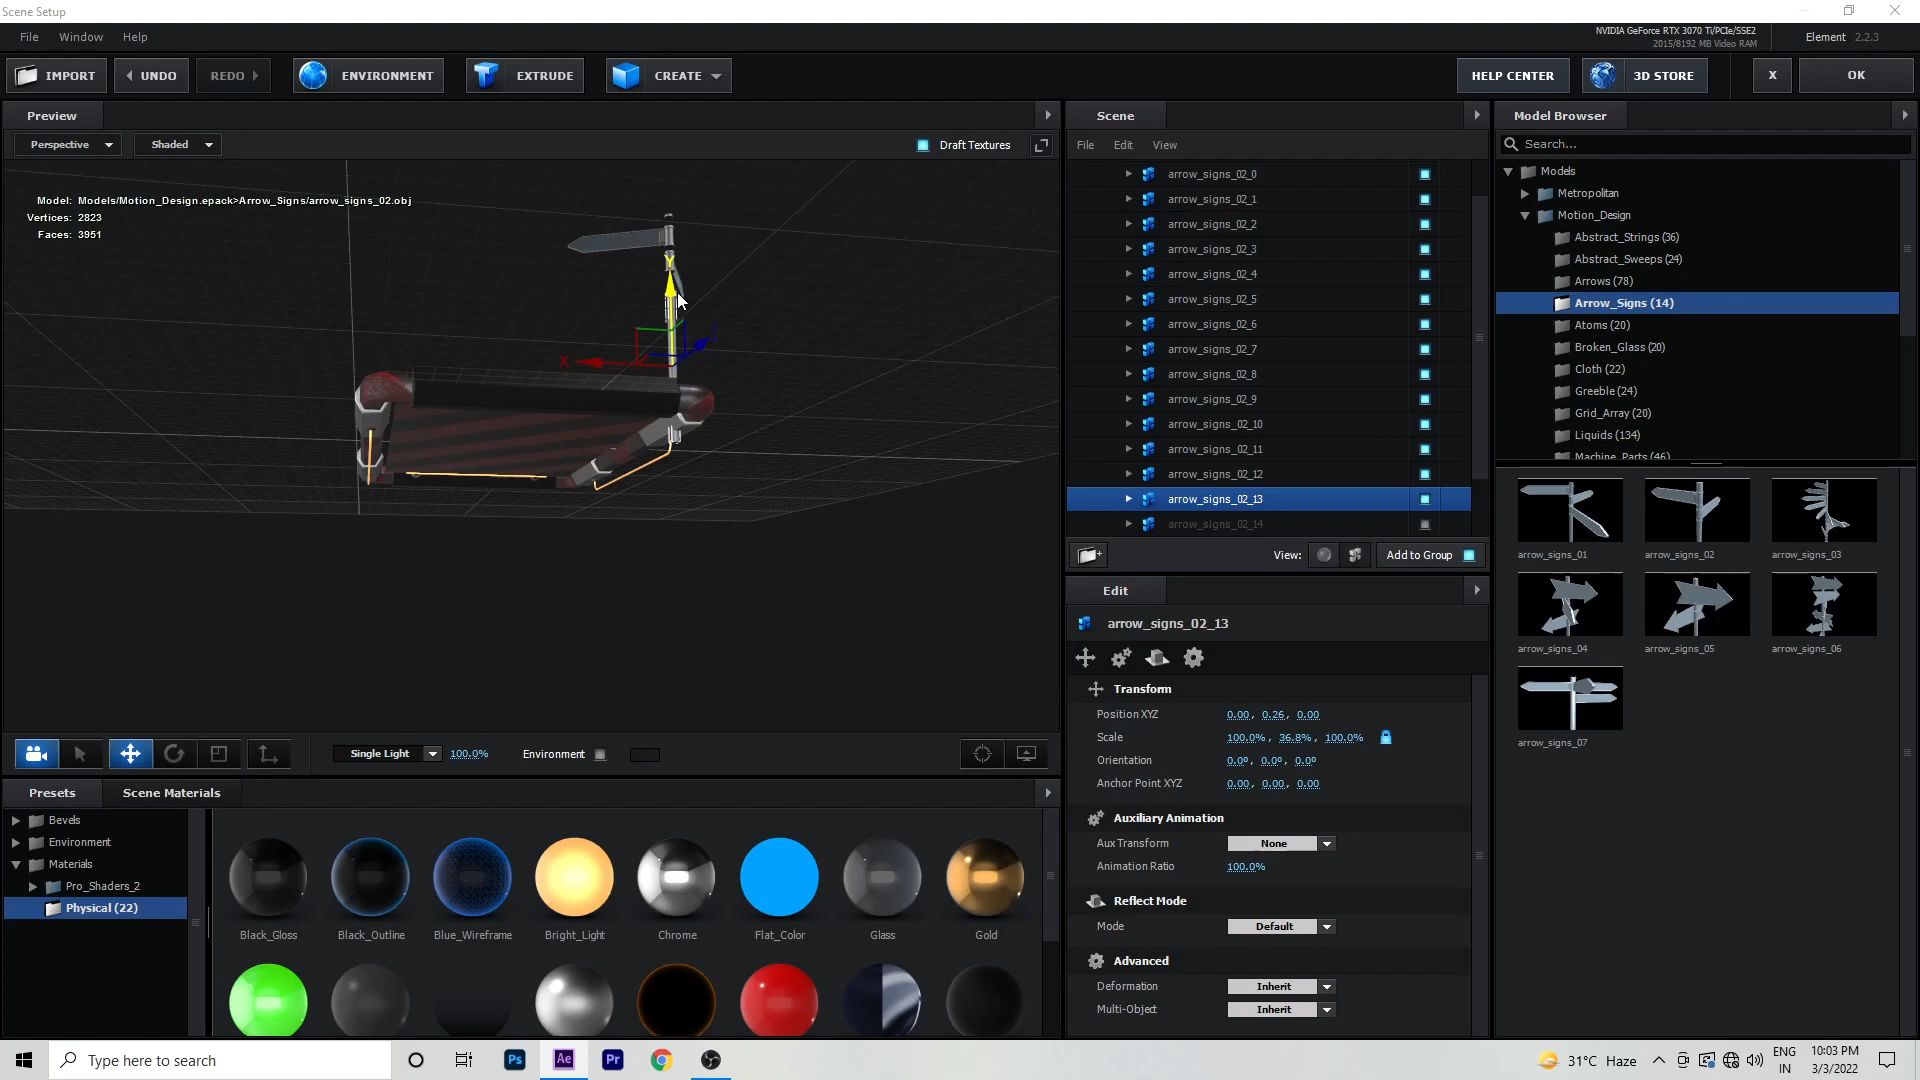 Scene Setup
File Window Help
NVIDIA GeForce RTX 3070 Ti/PCIe/SSE2
2015/8192 MB Video RAM
Element 2.2.3
IMPORT UNDO REDO ENVIRONMENT EXTRUDE CREATE HELP CENTER 3D STORE X OK
Preview
Perspective Shaded Draft Textures
Model: Models/Motion_Design.epack>Arrow_Signs/arrow_signs_02.obj
Vertices: 2823
Faces: 3951
Y
X
Single Light 100.0% Environment
Scene
File Edit View
arrow_signs_02_0
arrow_signs_02_1
arrow_signs_02_2
arrow_signs_02_3
arrow_signs_02_4
arrow_signs_02_5
arrow_signs_02_6
arrow_signs_02_7
arrow_signs_02_8
arrow_signs_02_9
arrow_signs_02_10
arrow_signs_02_11
arrow_signs_02_12
arrow_signs_02_13
arrow_signs_02_14
View: Add to Group
Edit
arrow_signs_02_13
Transform
Position XYZ 0.00, 0.26, 0.00
Scale 100.0%, 36.8%, 100.0%
Orientation 0.0º, 0.0º, 0.0º
Anchor Point XYZ 0.00, 0.00, 0.00
Auxiliary Animation
Aux Transform None
Animation Ratio 100.0%
Reflect Mode
Mode Default
Advanced
Deformation Inherit
Multi-Object Inherit
Model Browser
Search...
Models
Metropolitan
Motion_Design
Abstract_Strings (36)
Abstract_Sweeps (24)
Arrows (78)
Arrow_Signs (14)
Atoms (20)
Broken_Glass (20)
Cloth (22)
Greeble (24)
Grid_Array (20)
Liquids (134)
Machine_Parts (46)
arrow_signs_01 arrow_signs_02 arrow_signs_03
arrow_signs_04 arrow_signs_05 arrow_signs_06
arrow_signs_07
Presets Scene Materials
Bevels
Environment
Materials
Pro_Shaders_2
Physical (22)
Black_Gloss Black_Outline Blue_Wireframe Bright_Light Chrome Flat_Color Glass Gold
Type here to search
Ps Ae Pr
31°C Haze
ENG
IN
10:03 PM
3/3/2022